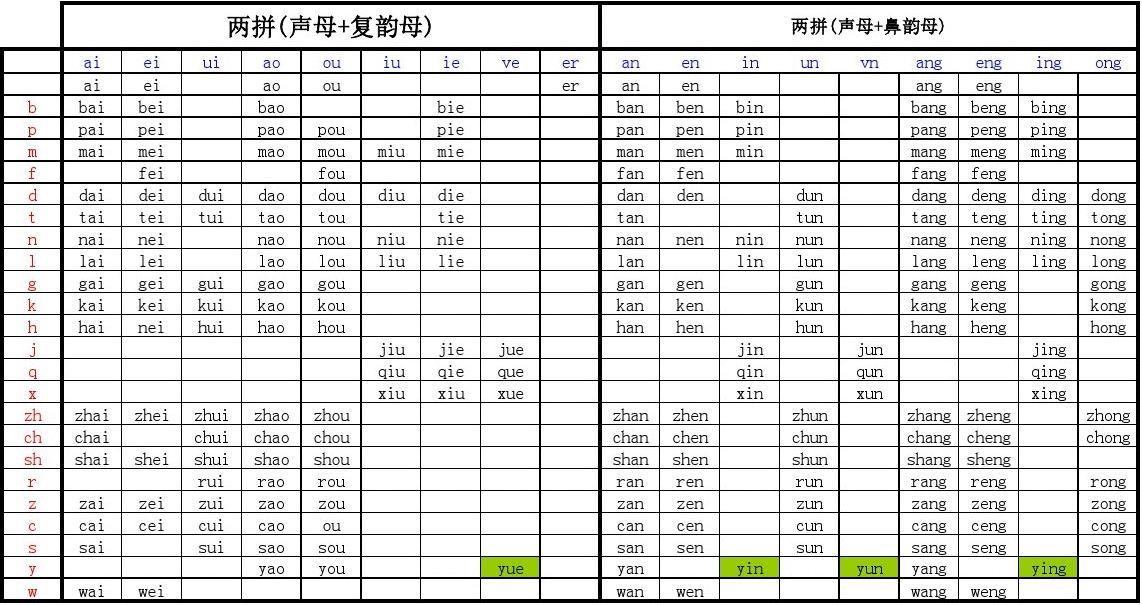 两拼(声母+复韵母) 两拼(声母+鼻韵母)
ai ei ui ao ou iu ie ve er an en in un vn ang eng ing ong
ai ei ao ou er an en ang eng
b bai bei bao bie ban ben bin bang beng bing
p pai pei pao pou pie pan pen pin pang peng ping
m mai mei mao mou miu mie man men min mang meng ming
f fei fou fan fen fang feng
d dai dei dui dao dou diu die dan den dun dang deng ding dong
t tai tei tui tao tou tie tan tun tang teng ting tong
n nai nei nao nou niu nie nan nen nin nun nang neng ning nong
l lai lei lao lou liu lie lan lin lun lang leng ling long
g gai gei gui gao gou gan gen gun gang geng gong
k kai kei kui kao kou kan ken kun kang keng kong
h hai nei hui hao hou han hen hun hang heng hong
j jiu jie jue jin jun jing
q qiu qie que qin qun qing
x xiu xiu xue xin xun xing
zh zhai zhei zhui zhao zhou zhan zhen zhun zhang zheng zhong
ch chai chui chao chou chan chen chun chang cheng chong
sh shai shei shui shao shou shan shen shun shang sheng
r rui rao rou ran ren run rang reng rong
z zai zei zui zao zou zan zen zun zang zeng zong
c cai cei cui cao ou can cen cun cang ceng cong
s sai sui sao sou san sen sun sang seng song
y yao you yue yan yin yun yang ying
w wai wei wan wen wang weng